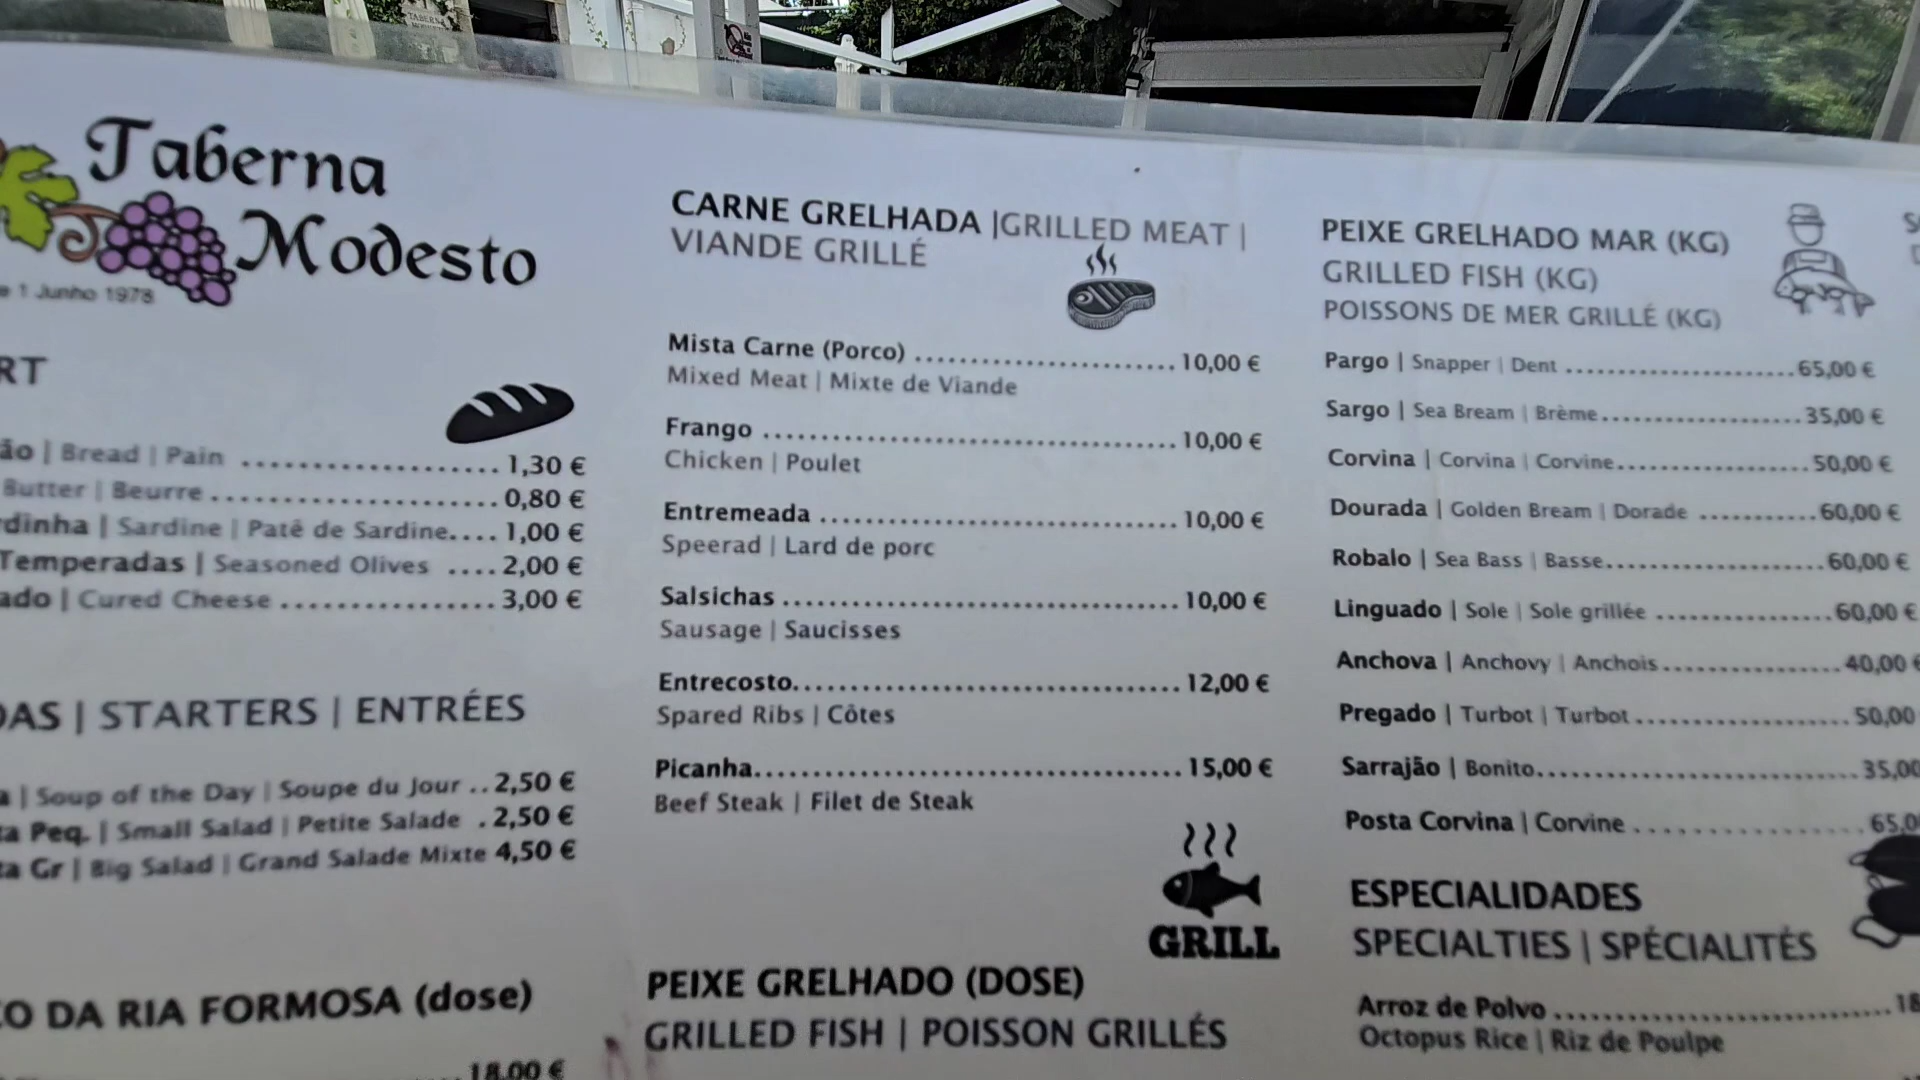 Taberna
Modesto
1 Junho 1978
Bread | Pain .................... 1,30 €
Butter | Beurre .................... 0,80 €
| Sardine | Patê de Sardine.... 1,00 €
Temperadas | Seasoned Olives .... 2,00 €
| Cured Cheese .................... 3,00 €
| STARTERS | ENTRÉES
| Soup of the Day | Soupe du Jour .. 2,50 €
Peq. | Small Salad | Petite Salade . 2,50 €
Gr | Big Salad | Grand Salade Mixte 4,50 €
DA RIA FORMOSA (dose)
18,00 €
CARNE GRELHADA |GRILLED MEAT |
VIANDE GRILLÉ
Mista Carne (Porco) .................... 10,00 €
Mixed Meat | Mixte de Viande
Frango .................... 10,00 €
Chicken | Poulet
Entremeada .................... 10,00 €
Speerad | Lard de porc
Salsichas .................... 10,00 €
Sausage | Saucisses
Entrecosto.................... 12,00 €
Spared Ribs | Côtes
Picanha.................... 15,00 €
Beef Steak | Filet de Steak
GRILL
PEIXE GRELHADO (DOSE)
GRILLED FISH | POISSON GRILLÉS
PEIXE GRELHADO MAR (KG)
GRILLED FISH (KG)
POISSONS DE MER GRILLÉ (KG)
Pargo | Snapper | Dent .................... 65,00 €
Sargo | Sea Bream | Brème.................... 35,00 €
Corvina | Corvina | Corvine.................... 50,00 €
Dourada | Golden Bream | Dorade ............ 60,00 €
Robalo | Sea Bass | Basse.................... 60,00 €
Linguado | Sole | Sole grillée ................ 60,00 €
Anchova | Anchovy | Anchois................ 40,00 €
Pregado | Turbot | Turbot.................... 50,00
Sarrajão | Bonito.................... 35,00
Posta Corvina | Corvine .................... 65,0
ESPECIALIDADES
SPECIALTIES | SPÉCIALITÉS
Arroz de Polvo .................... 18
Octopus Rice | Riz de Poulpe